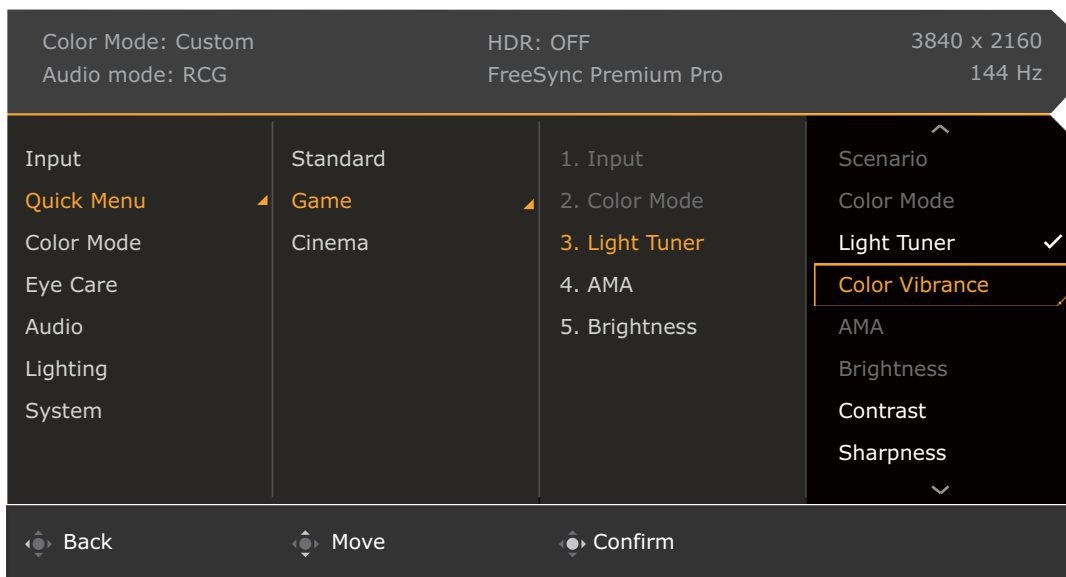 Color Mode: Custom
HDR: OFF
3840 x 2160
Audio mode: RCG
FreeSync Premium Pro
144 Hz
Input
Quick Menu
Color Mode
Eye Care
Audio
Lighting
System
Standard
Game
Cinema
1. Input
2. Color Mode
3. Light Tuner
4. AMA
5. Brightness
Scenario
Color Mode
Light Tuner
Color Vibrance
AMA
Brightness
Contrast
Sharpness
Back
Move
Confirm